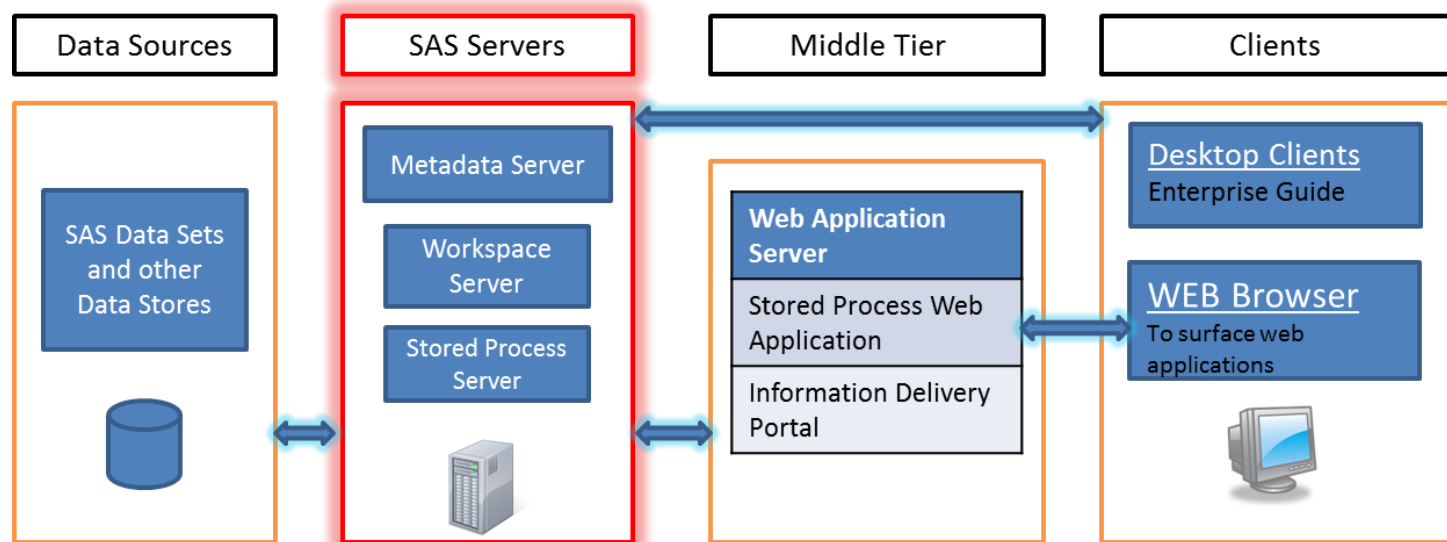 Data Sources
SAS Servers
Middle Tier
Clients
SAS Data Sets
and other
Data Stores
Metadata Server
Workspace
Server
Stored Process
Server
Web Application
Server
Stored Process Web
Application
Information Delivery
Portal
Desktop Clients
Enterprise Guide
WEB Browser
To surface web
applications